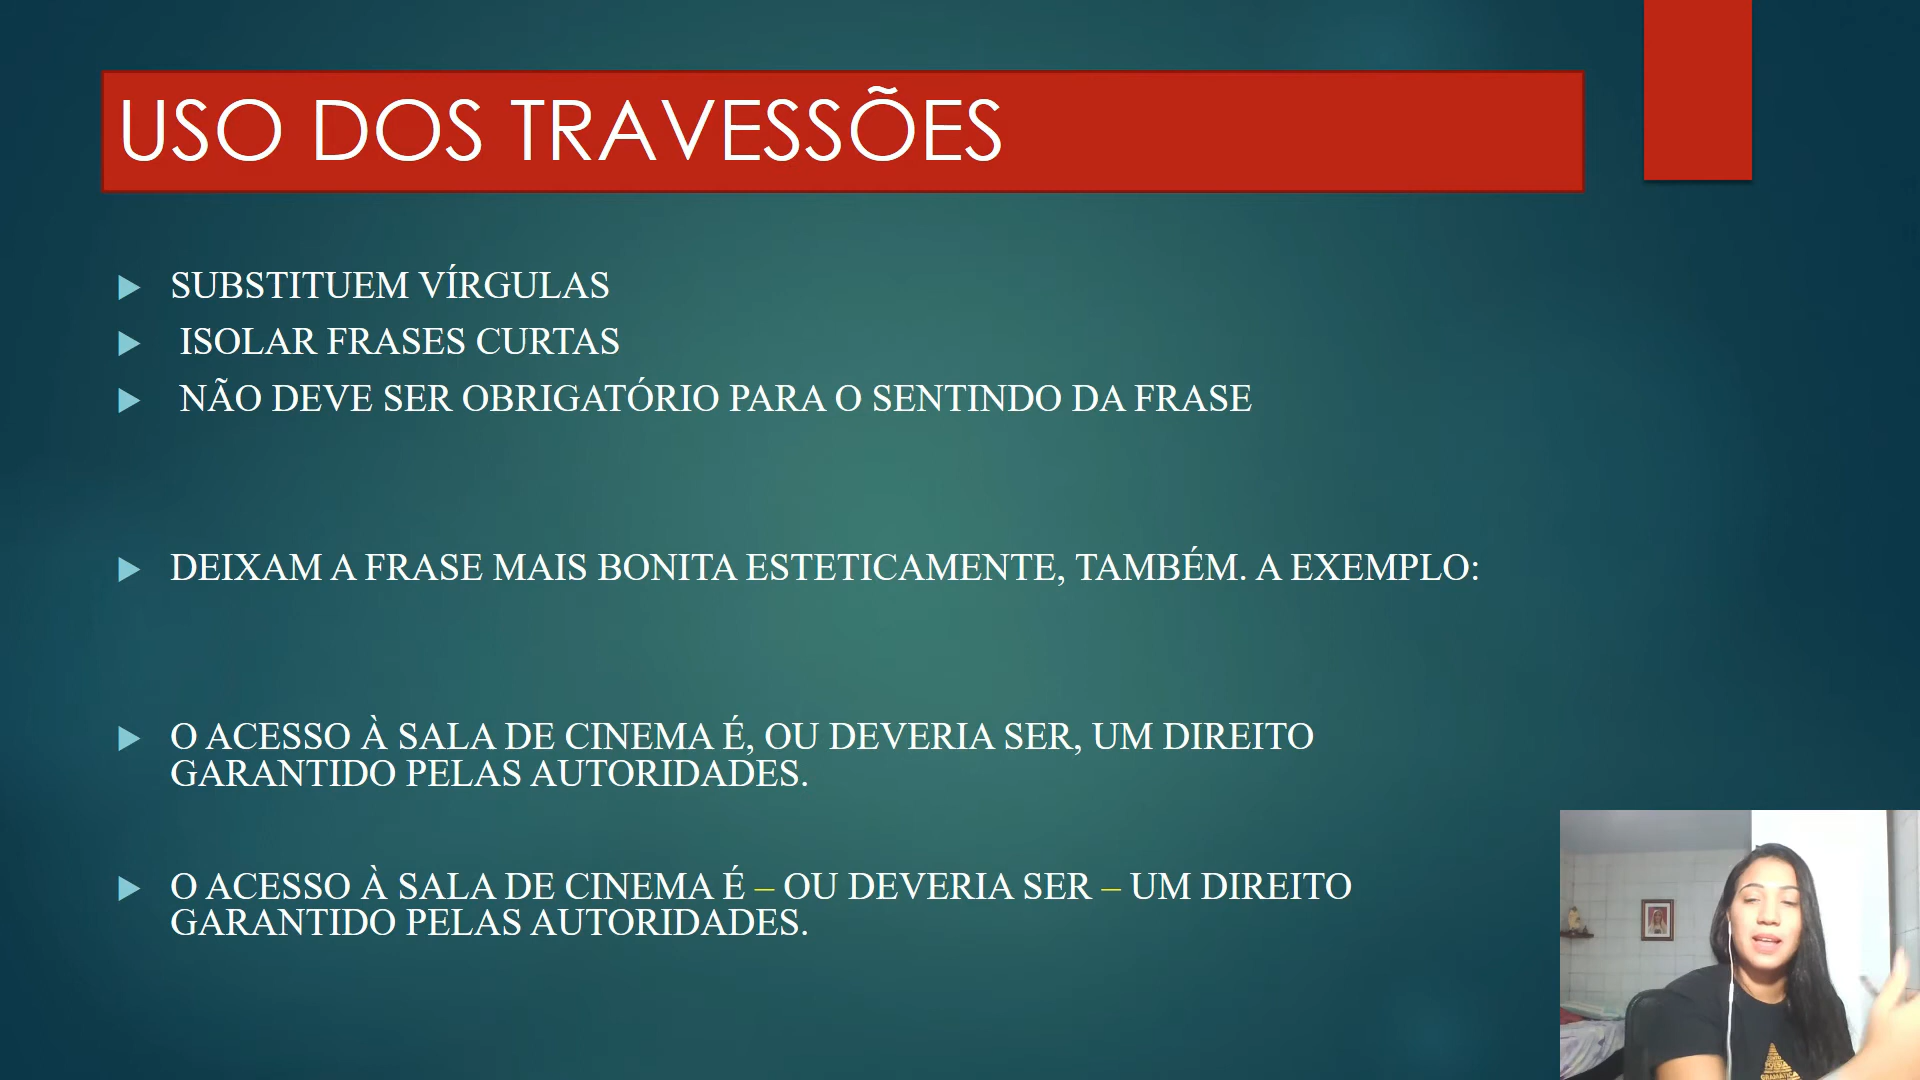 USO DOS TRAVESSÕES
SUBSTITUEM VÍRGULAS
ISOLAR FRASES CURTAS
NÃO DEVE SER OBRIGATÓRIO PARA O SENTINDO DA FRASE
DEIXAM A FRASE MAIS BONITA ESTETICAMENTE, TAMBÉM. A EXEMPLO:
O ACESSO À SALA DE CINEMA É, OU DEVERIA SER, UM DIREITO
GARANTIDO PELAS AUTORIDADES.
O ACESSO À SALA DE CINEMA É – OU DEVERIA SER – UM DIREITO
GARANTIDO PELAS AUTORIDADES.